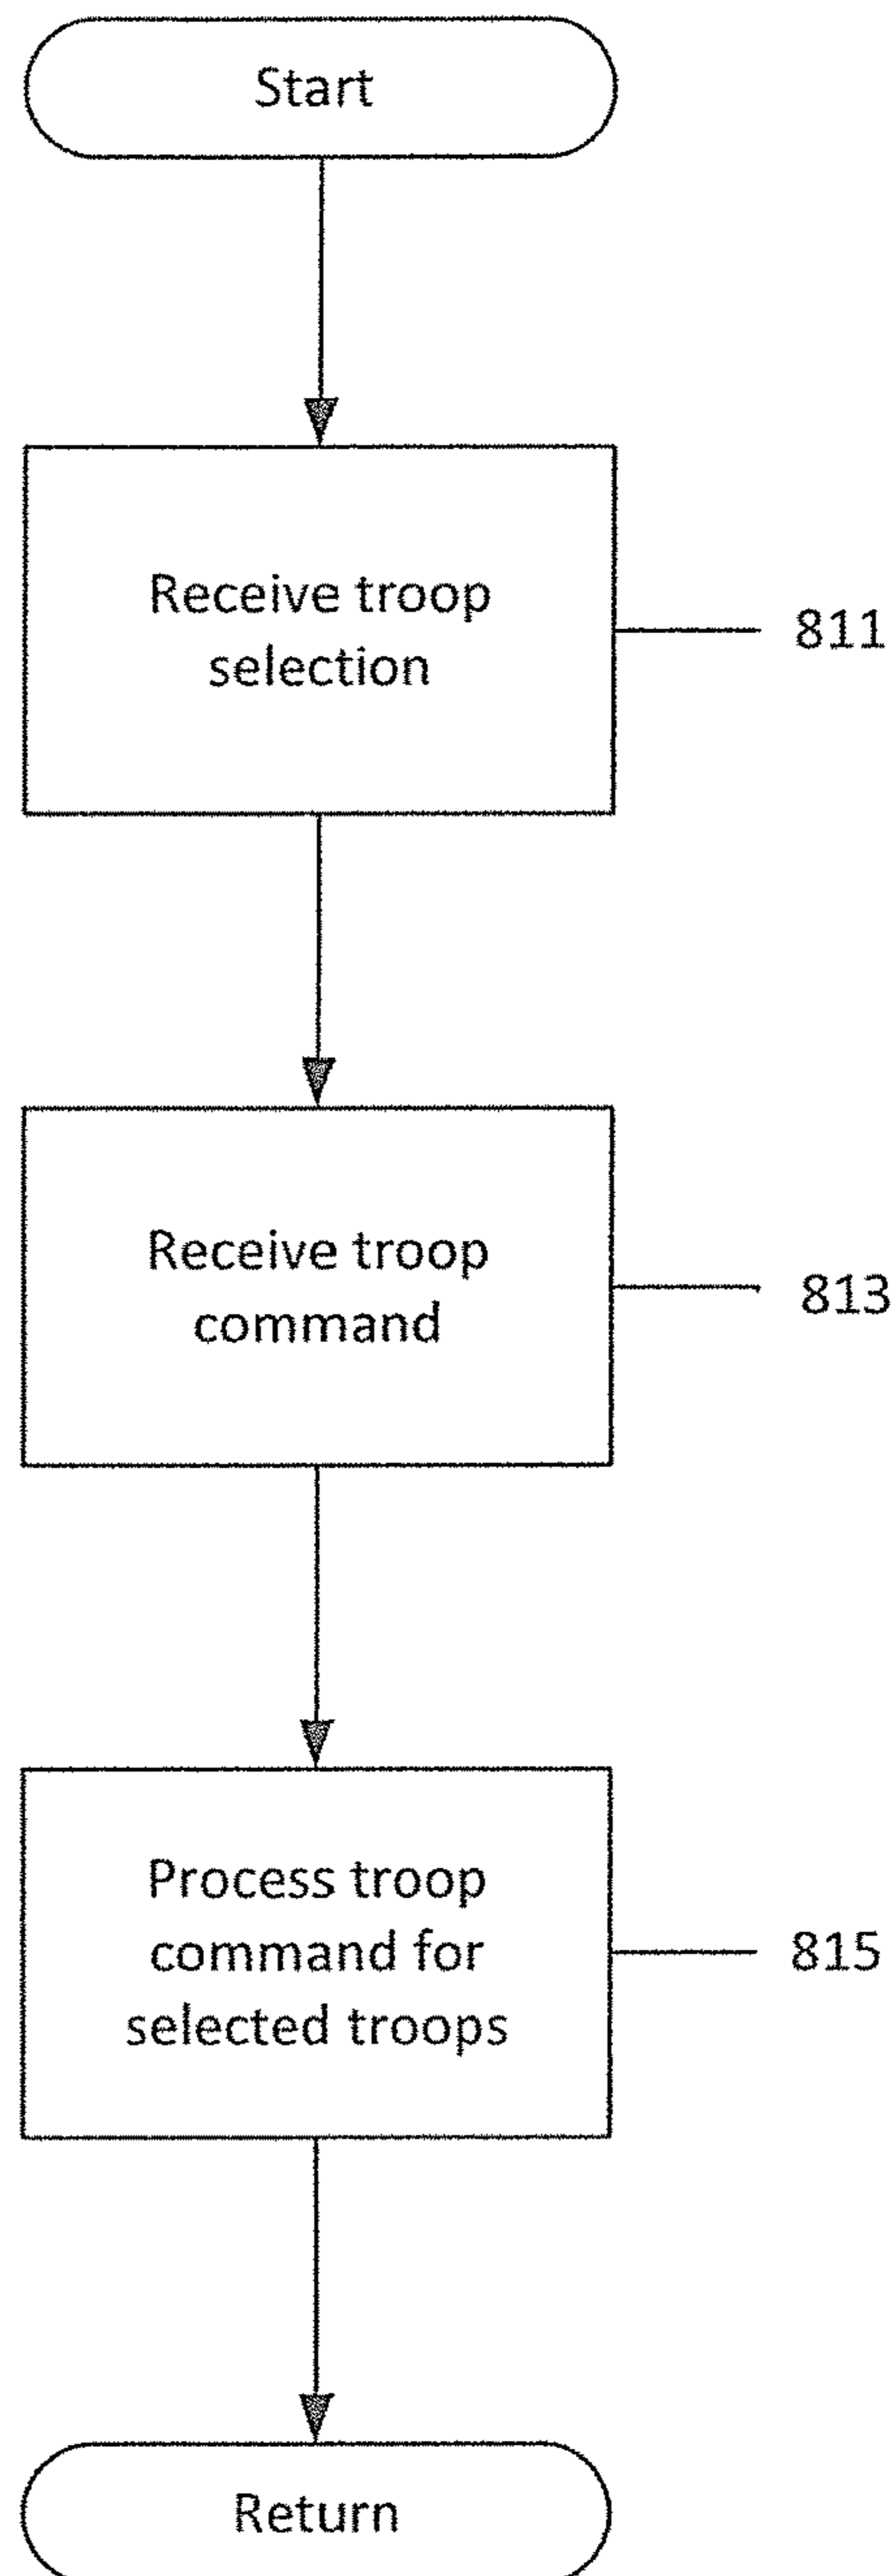 Start
Receive troop
selection
811
Receive troop
command
813
Process troop
command for
selected troops
815
Return